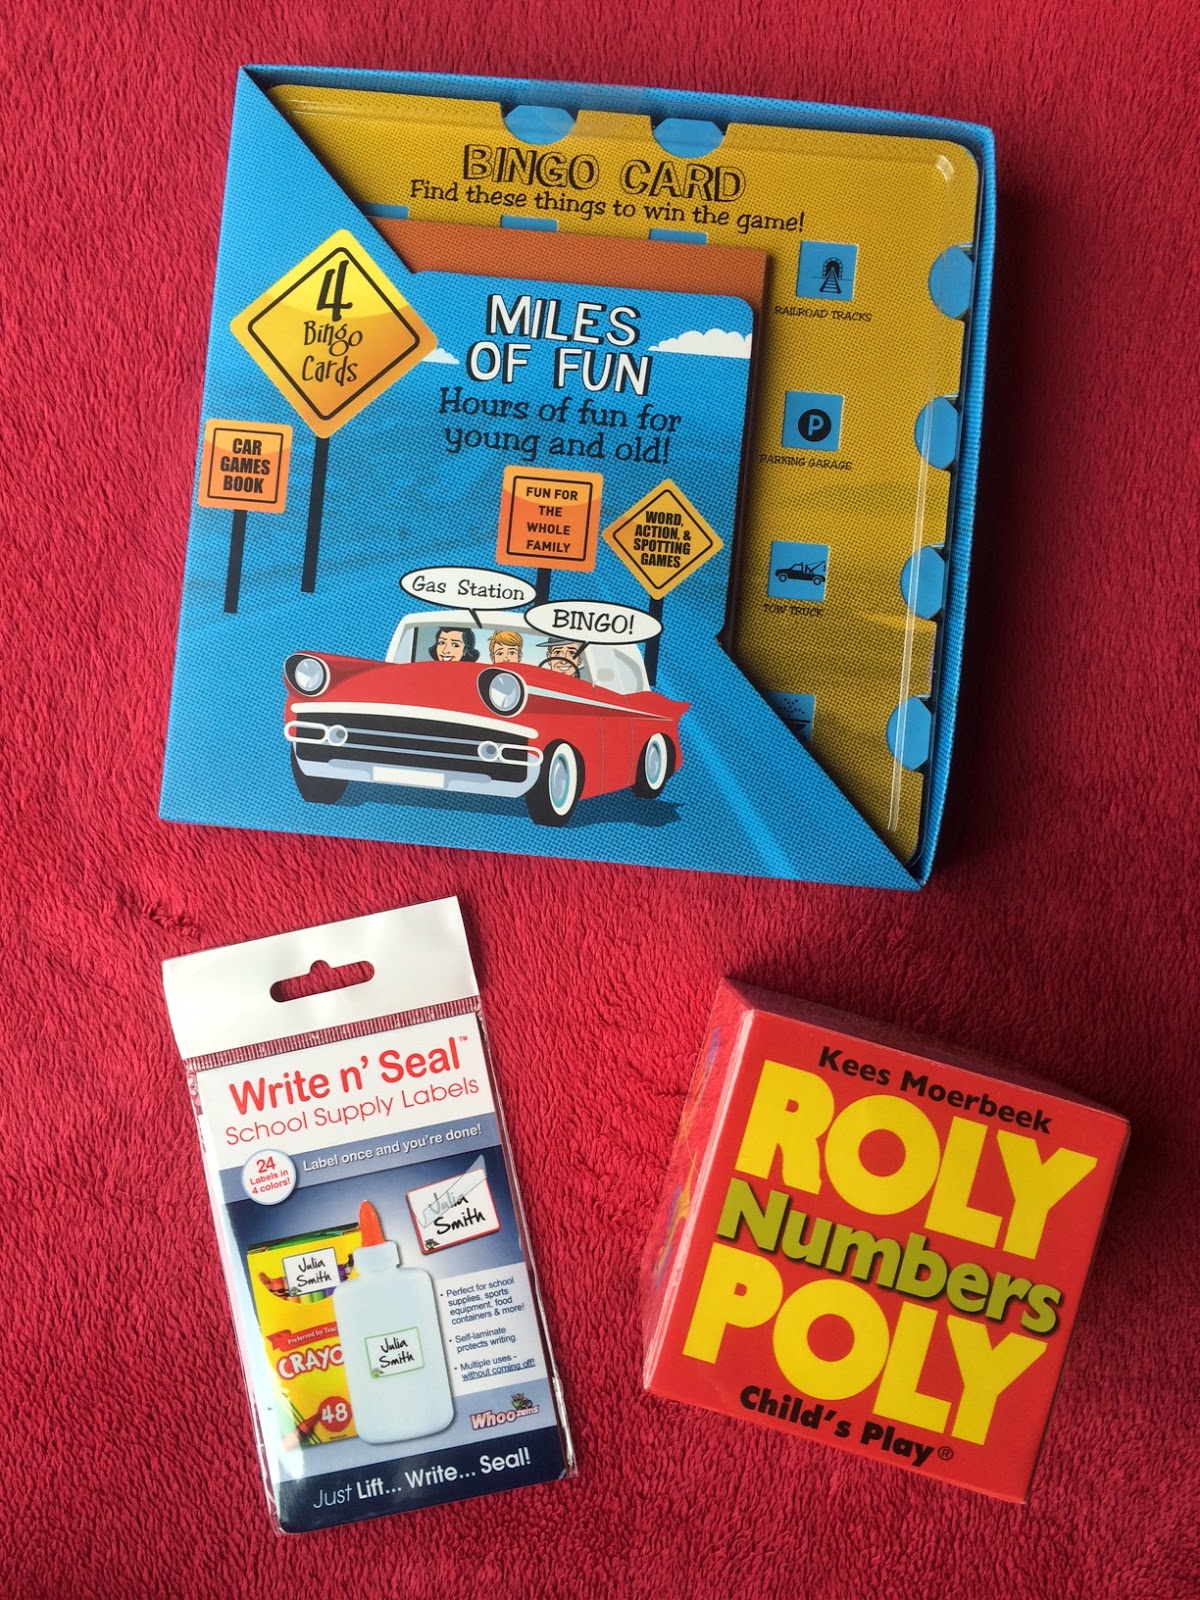 BINGO CARD
Find these things to win the game!
RAILROAD TRACKS
P
PARKING GARAGE
TOW TRUCK
4
Bingo
Cards
CAR
GAMES
BOOK
MILES
OF FUN
Hours of fun for
young and old!
FUN FOR
THE
WHOLE
FAMILY
WORD,
ACTION, &
SPOTTING
GAMES
Gas Station
BINGO!
Write n' Seal™
School Supply Labels
24
Labels in
4 colors!
Label once and you're done!
Julia
Smith
Julia
Smith
Preferred by
CRAYO
48
Julia
Smith
• Perfect for school
supplies, sports
equipment, food
containers & more!
• Self-laminate
protects writing
• Multiple uses -
without coming off!
Whoozens
Just Lift... Write... Seal!
Kees Moerbeek
ROLY
Numbers
POLY
Child's Play®